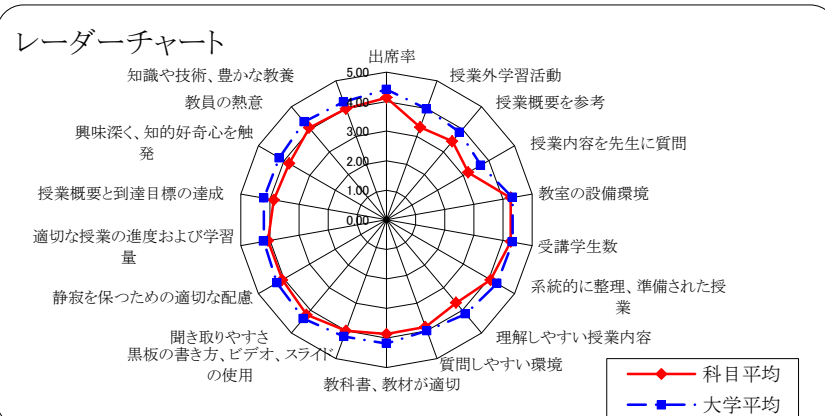 レーダーチャート
出席率
授業外学習活動
授業概要を参考
授業内容を先生に質問
教室の設備環境
受講学生数
系統的に整理、準備された授
業
理解しやすい授業内容
質問しやすい環境
教科書、教材が適切
黒板の書き方、ビデオ、スライド
の使用
聞き取りやすさ
静寂を保つための適切な配慮
適切な授業の進度および学習
量
授業概要と到達目標の達成
興味深く、知的好奇心を触
発
教員の熱意
知識や技術、豊かな教養
5.00
4.00
3.00
2.00
1.00
0.00
科目平均
大学平均